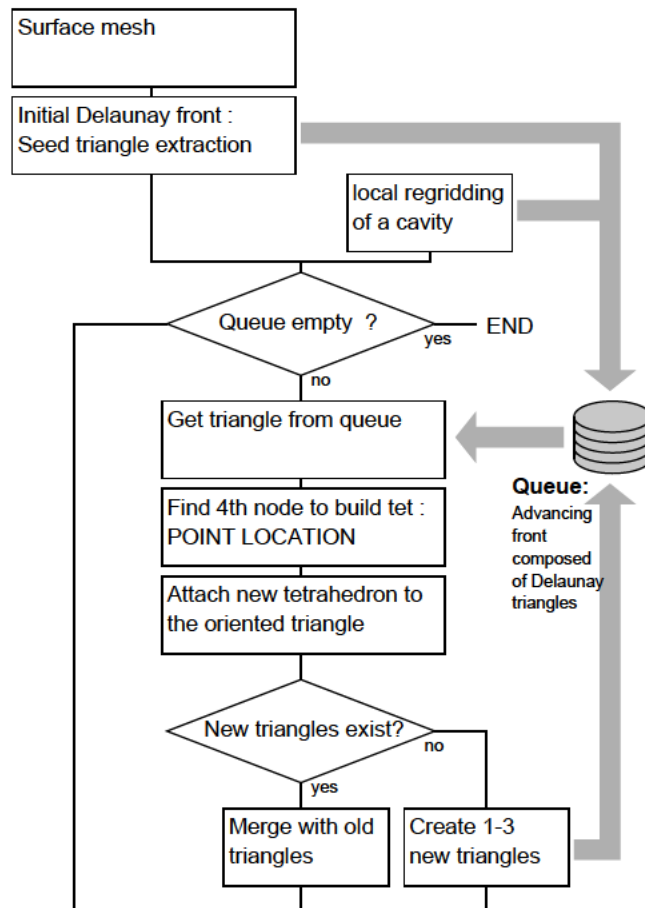 Surface mesh
Initial Delaunay front :
Seed triangle extraction
local regridding
of a cavity
Queue empty ?
yes
END
no
Get triangle from queue
Find 4th node to build tet :
POINT LOCATION
Queue:
Advancing
front
composed
of Delaunay
triangles
Attach new tetrahedron to
the oriented triangle
New triangles exist?
no
yes
Merge with old
triangles
Create 1-3
new triangles